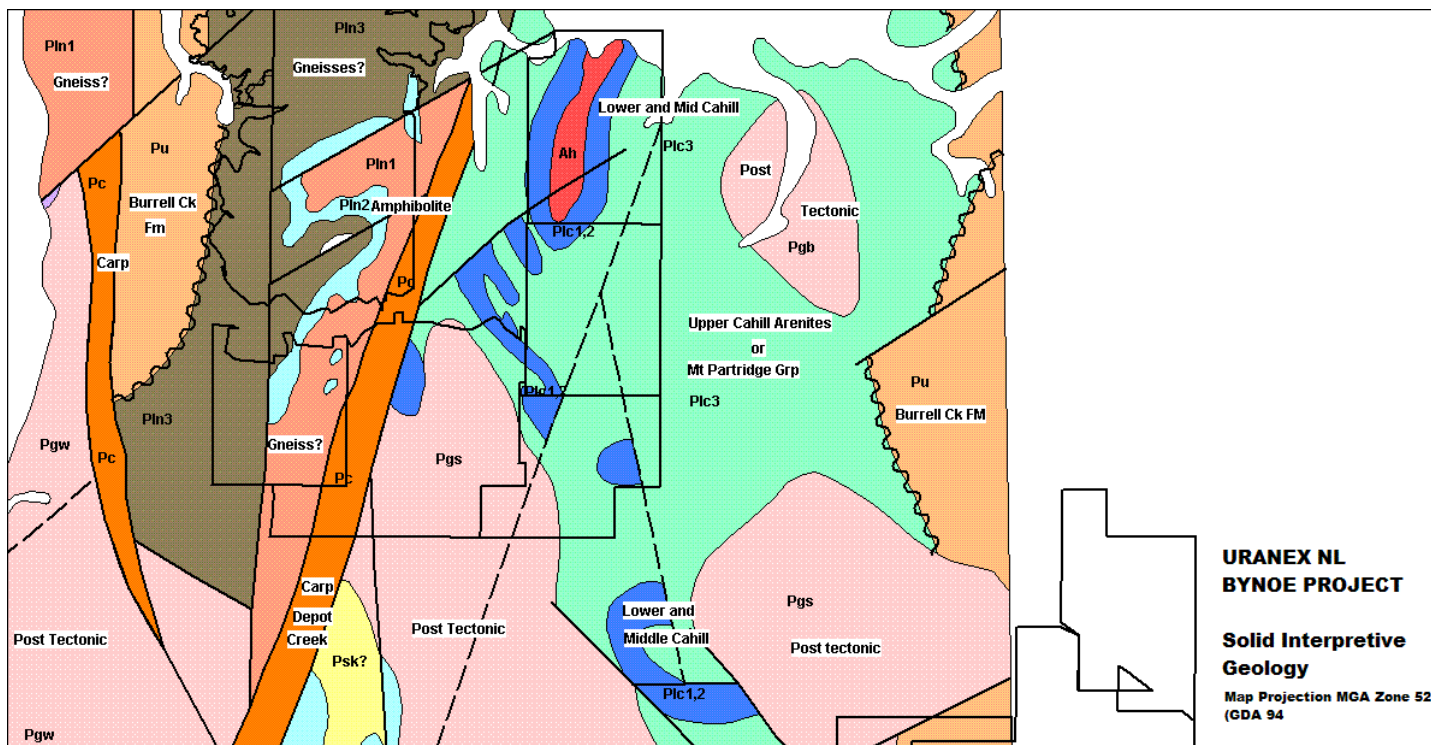 Pln1
Gneiss?
Pln3
Gneisses?
Lower and Mid Cahill
Plc3
Pu
Pc
Burrell Ck
Fm
Pln1
Ah
Post
Tectonic
Pgb
Pln2
Amphibolite
Plc1,2
Carp
Pc
Upper Cahill Arenites
or
Mt Partridge Grp
Plc3
Pu
Burrell Ck FM
(Plc1,2
Pln3
Gneiss?
Pgw
Pc
Pc
Pgs
Carp
Depot
Creek
Lower and
Middle Cahill
Pgs
Post Tectonic
Post Tectonic
Post tectonic
Psk?
Plc1,2
Pgw
URANEX NL
BYNOE PROJECT
Solid Interpretive
Geology
Map Projection MGA Zone 52
(GDA 94